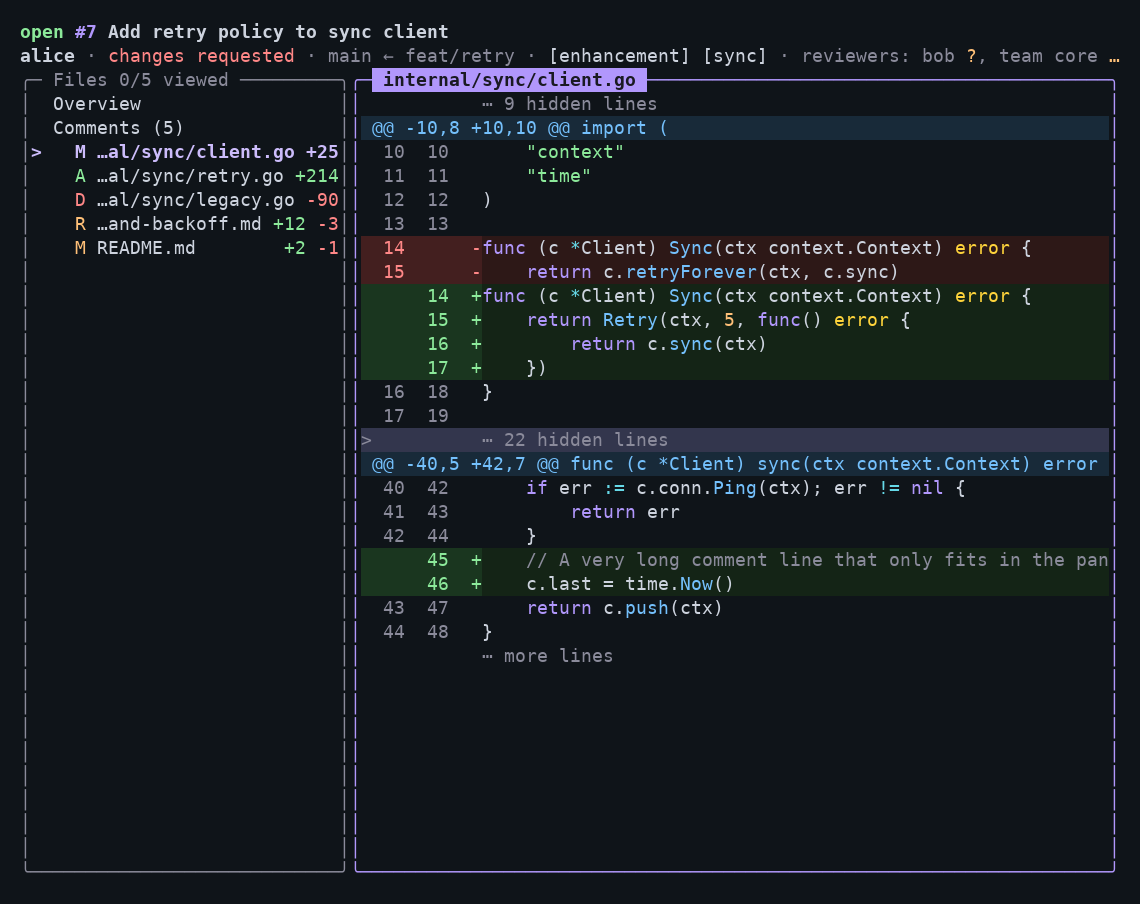 open #7 Add retry policy to sync client
alice · changes requested · main ← feat/retry · [enhancement] [sync] · reviewers: bob ?, team core …
Files 0/5 viewed
Overview
Comments (5)
> M …al/sync/client.go +25
A …al/sync/retry.go +214
D …al/sync/legacy.go -90
R …and-backoff.md +12 -3
M README.md +2 -1
internal/sync/client.go
⋯ 9 hidden lines
@@ -10,8 +10,10 @@ import (
10 10 "context"
11 11 "time"
12 12 )
13 13
14 -func (c *Client) Sync(ctx context.Context) error {
15 - return c.retryForever(ctx, c.sync)
14 +func (c *Client) Sync(ctx context.Context) error {
15 + return Retry(ctx, 5, func() error {
16 + return c.sync(ctx)
17 + })
16 18 }
17 19
> ⋯ 22 hidden lines
@@ -40,5 +42,7 @@ func (c *Client) sync(ctx context.Context) error
40 42 if err := c.conn.Ping(ctx); err != nil {
41 43 return err
42 44 }
45 + // A very long comment line that only fits in the pan
46 + c.last = time.Now()
43 47 return c.push(ctx)
44 48 }
⋯ more lines